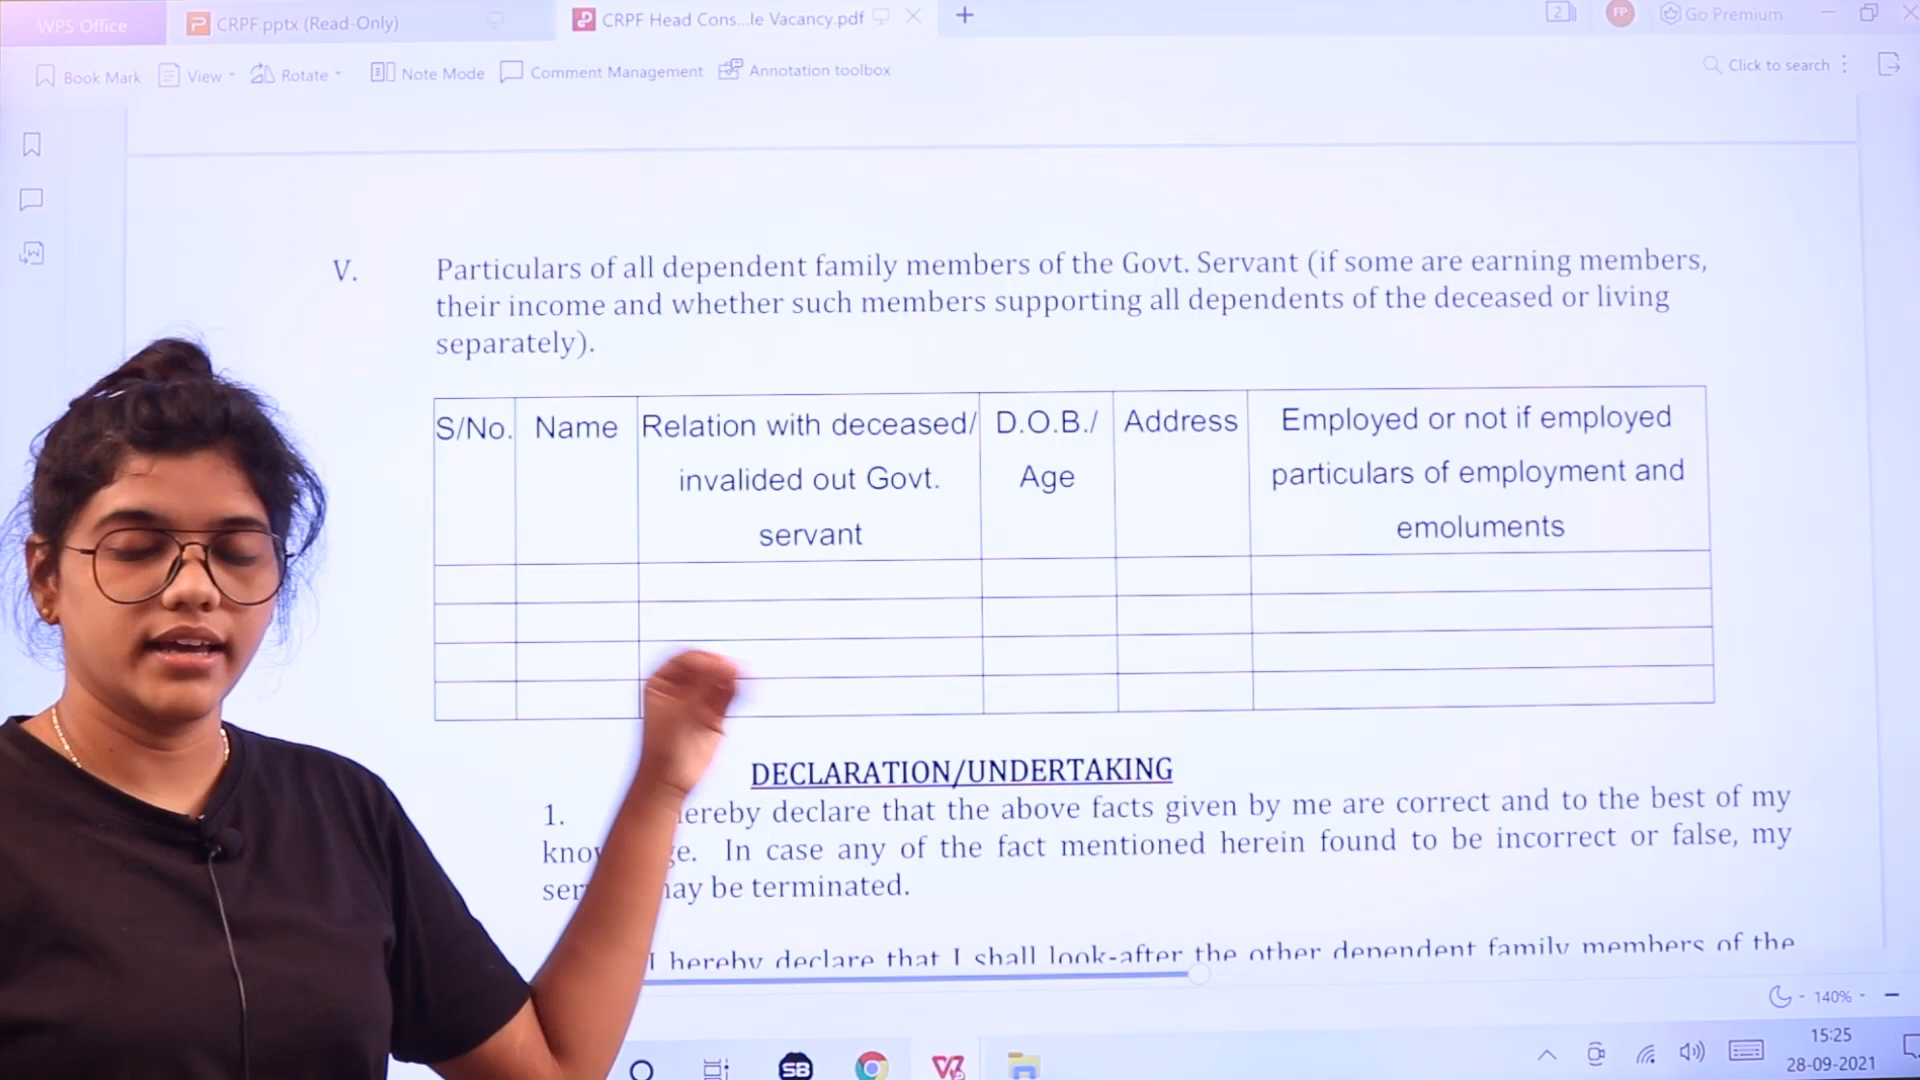 WPS Office
CRPF.pptx (Read-Only)
CRPF Head Cons...le Vacancy.pdf
+
2
FP
Go Premium
Book Mark
View
Rotate
Note Mode
Comment Management
Annotation toolbox
Click to search
V.
Particulars of all dependent family members of the Govt. Servant (if some are earning members,
their income and whether such members supporting all dependents of the deceased or living
separately).
S/No.
Name
Relation with deceased/
invalided out Govt.
servant
D.O.B./
Age
Address
Employed or not if employed
particulars of employment and
emoluments
DECLARATION/UNDERTAKING
1. declare that the above facts given by me are correct and to the best of my
In case any of the fact mentioned herein found to be incorrect or false, my
be terminated.
I hereby declare that I shall look-after the other dependent family members of the
140%
SB
15:25
28-09-2021